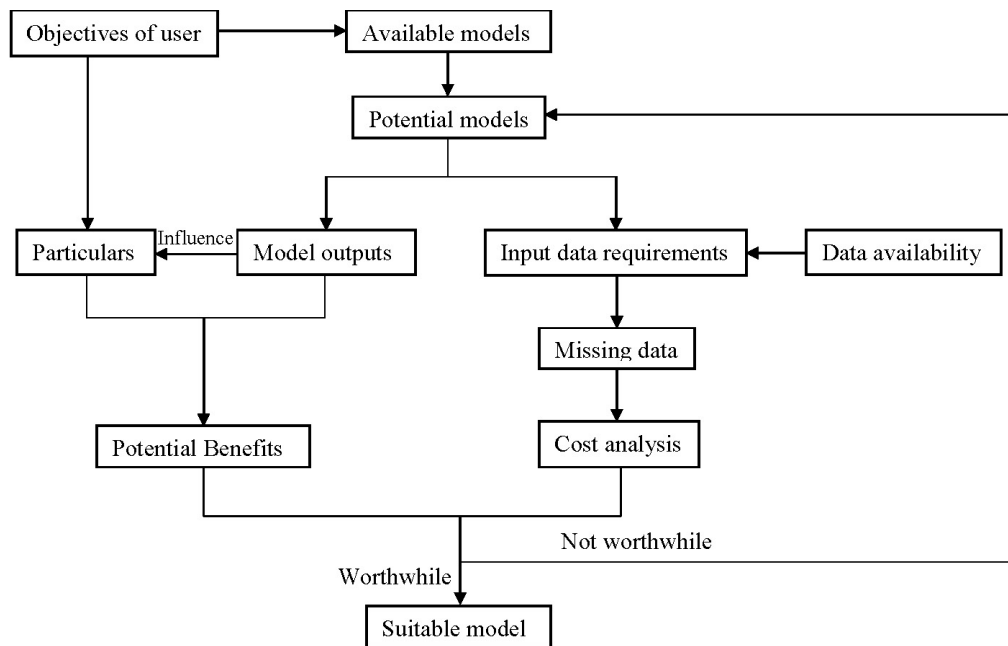 Objectives of user
Available models
Potential models
Particulars
Influence
Model outputs
Input data requirements
Data availability
Missing data
Potential Benefits
Cost analysis
Not worthwhile
Worthwhile
Suitable model